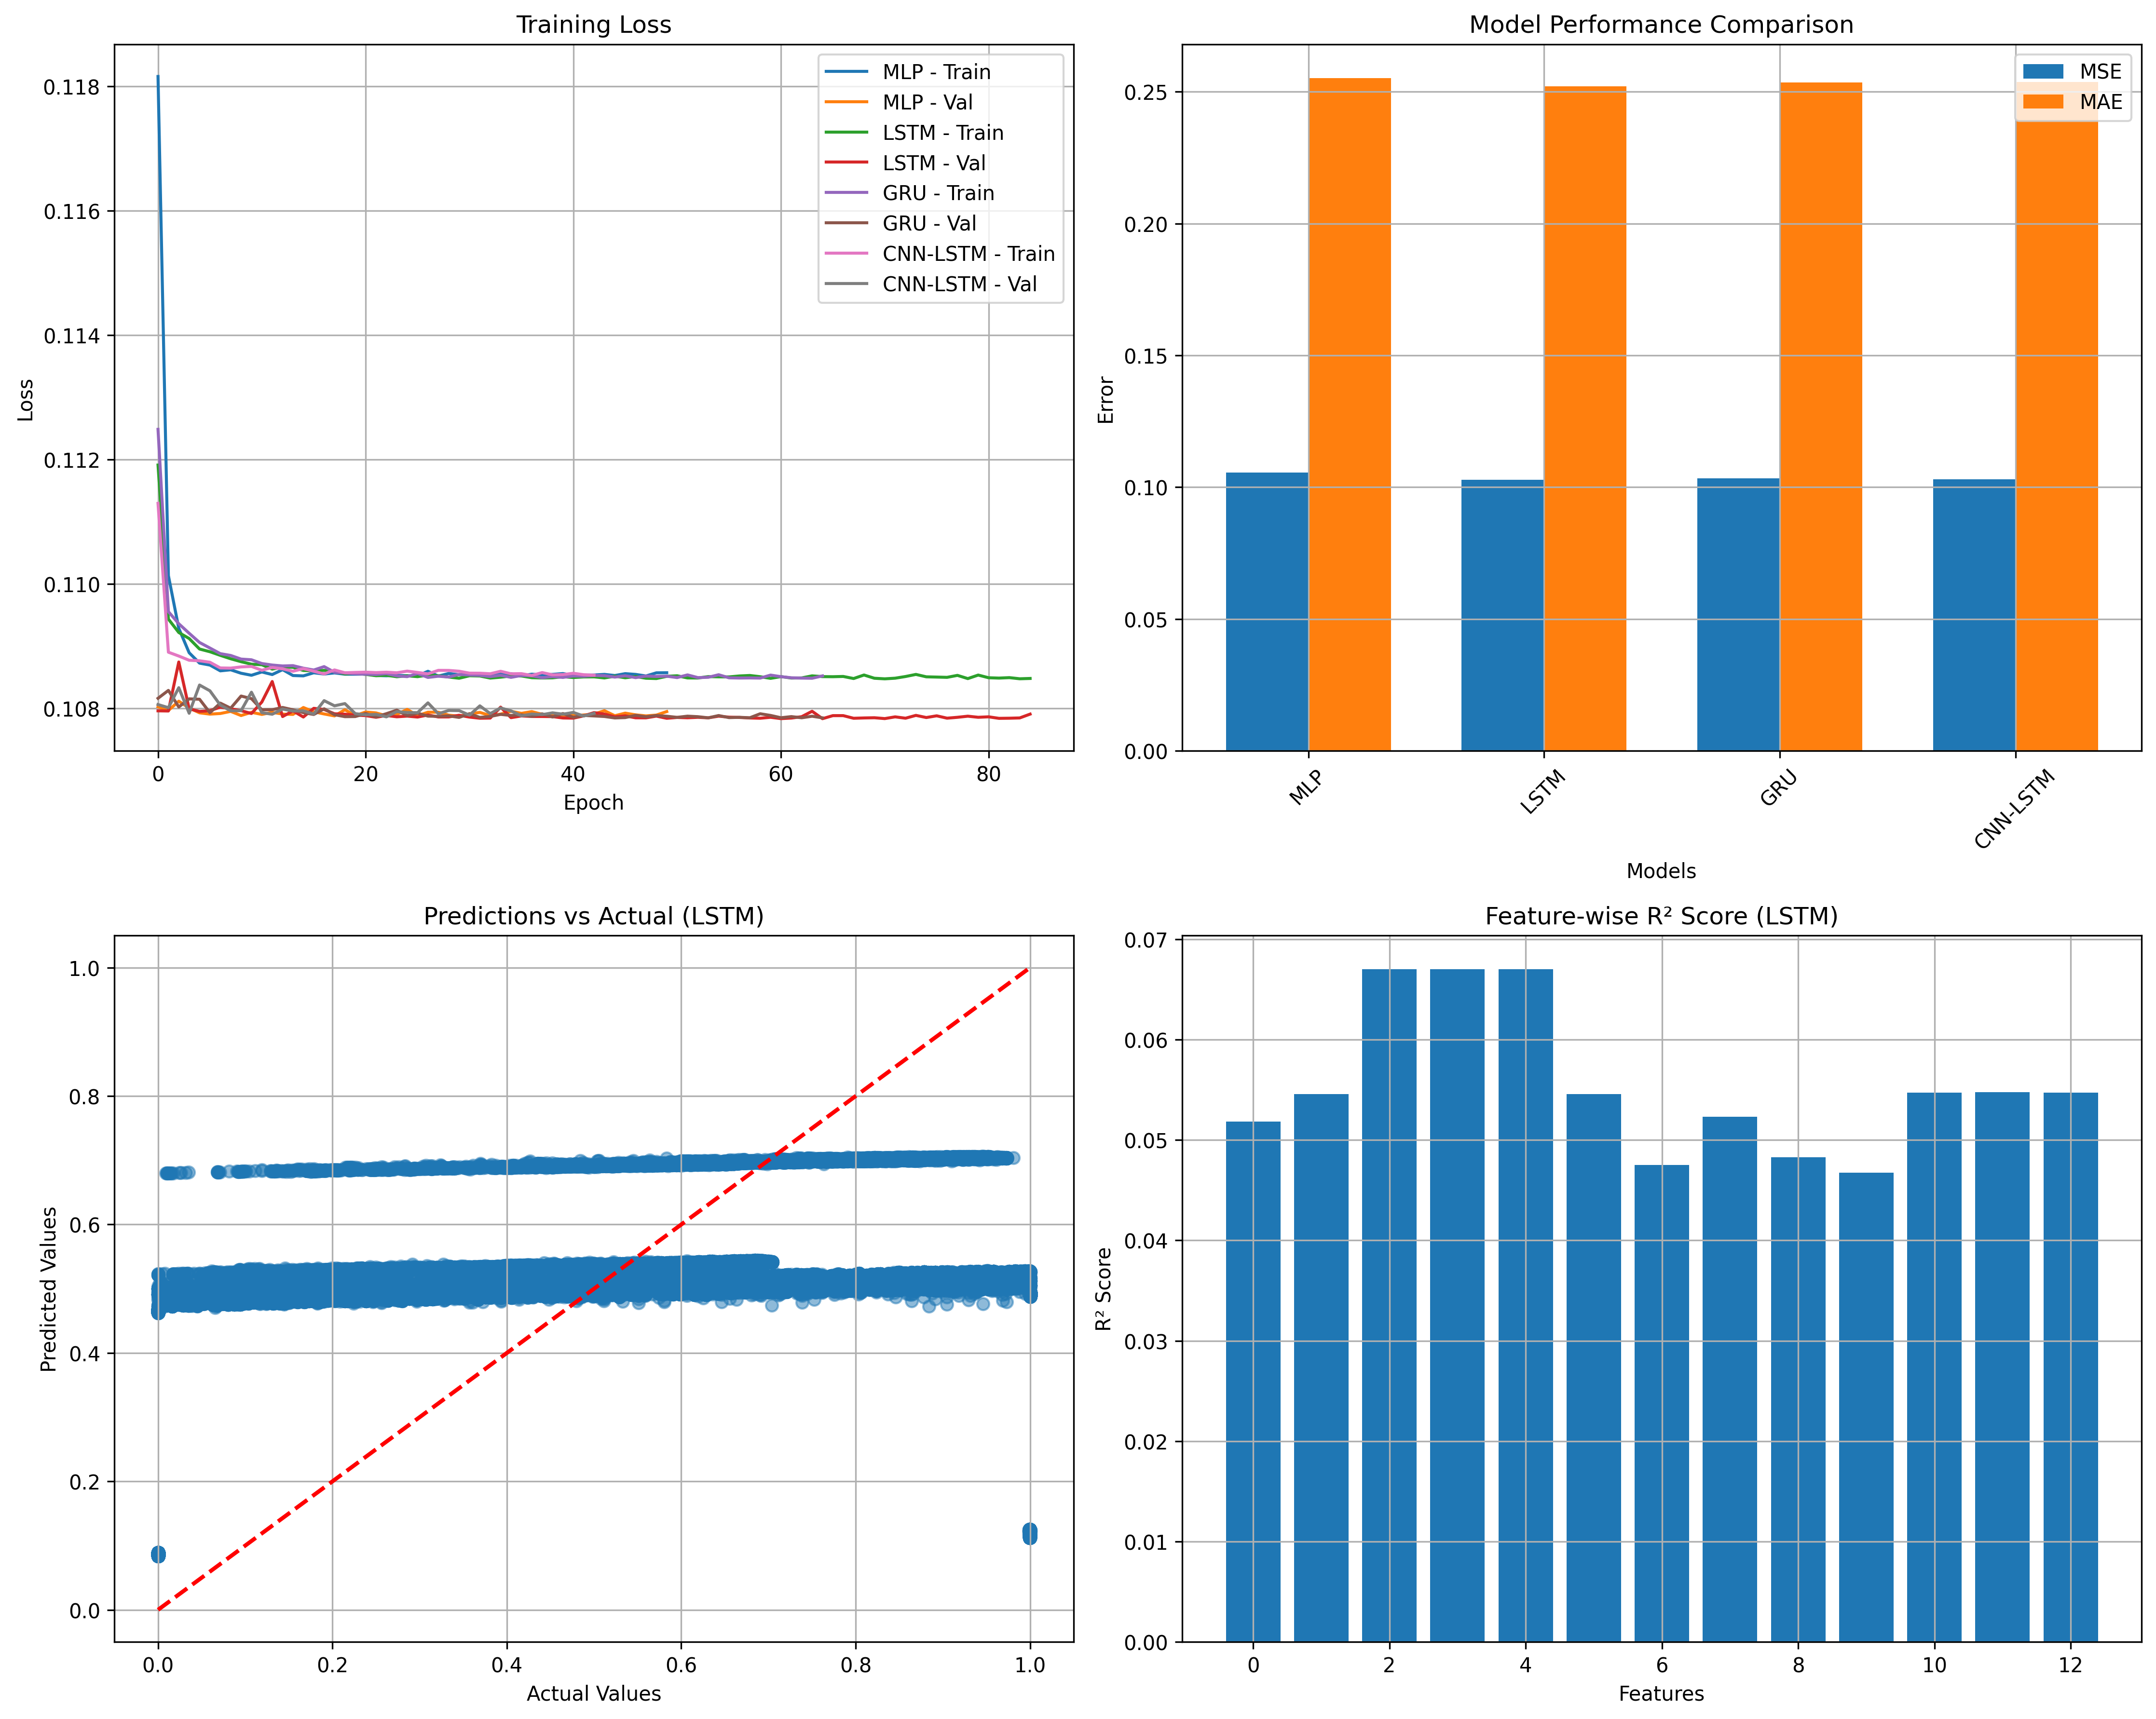 Training Loss
0.118
0.116
0.114
0.112
0.110
0.108
Loss
0 20 40 60 80
Epoch
MLP - Train
MLP - Val
LSTM - Train
LSTM - Val
GRU - Train
GRU - Val
CNN-LSTM - Train
CNN-LSTM - Val
Model Performance Comparison
0.25
0.20
0.15
0.10
0.05
0.00
Error
MSE
MAE
MLP LSTM GRU CNN-LSTM
Models
Predictions vs Actual (LSTM)
1.0
0.8
0.6
0.4
0.2
0.0
Predicted Values
0.0 0.2 0.4 0.6 0.8 1.0
Actual Values
Feature-wise R² Score (LSTM)
0.07
0.06
0.05
0.04
0.03
0.02
0.01
0.00
R² Score
0 2 4 6 8 10 12
Features